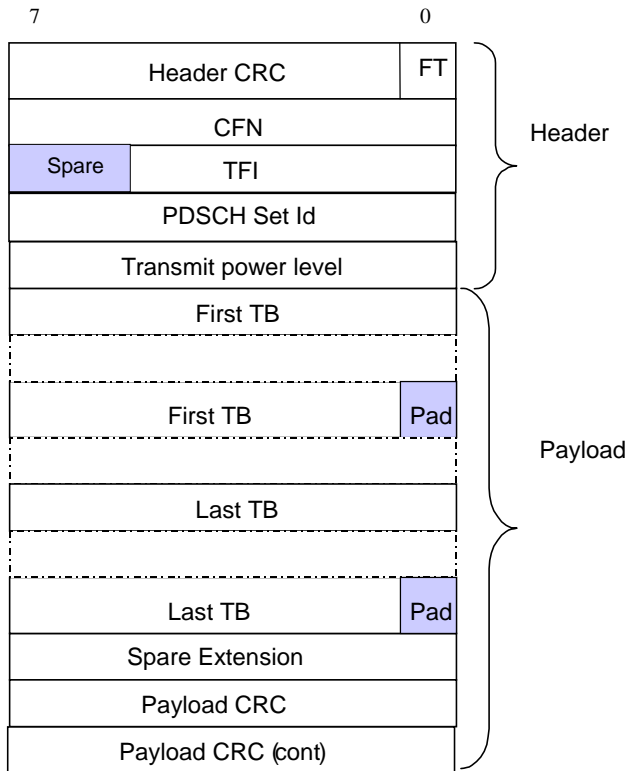 7 0
Header CRC FT
Header
CFN
Spare TFI
PDSCH Set Id
Transmit power level
First TB
First TB Pad
Payload
Last TB
Last TB Pad
Spare Extension
Payload CRC
Payload CRC (cont)